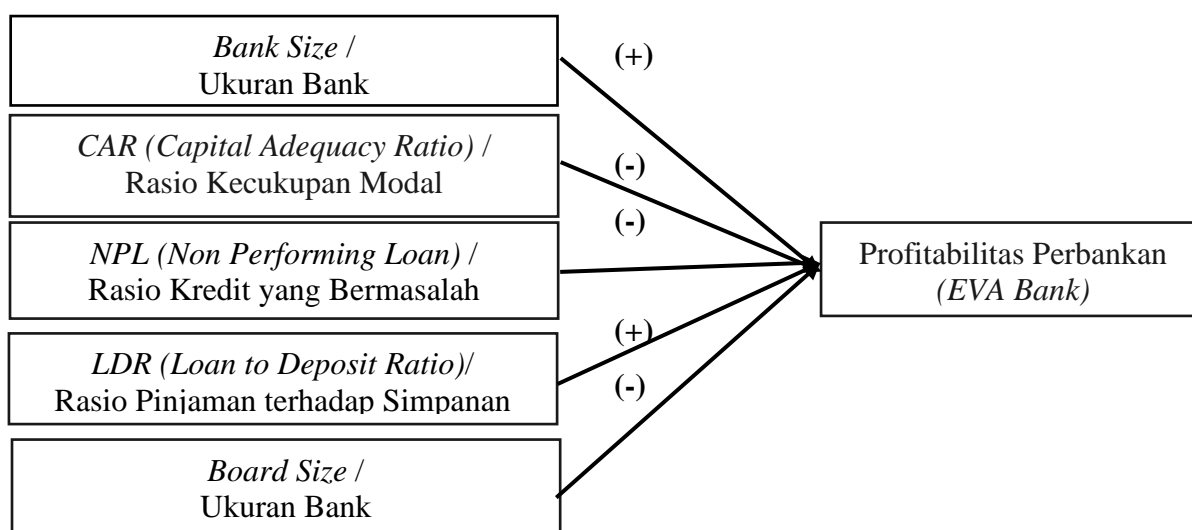 Bank Size /
Ukuran Bank
(+)
CAR (Capital Adequacy Ratio) /
Rasio Kecukupan Modal
(-)
(-)
NPL (Non Performing Loan) /
Rasio Kredit yang Bermasalah
Profitabilitas Perbankan
(EVA Bank)
(+)
LDR (Loan to Deposit Ratio)/
Rasio Pinjaman terhadap Simpanan
(-)
Board Size /
Ukuran Bank